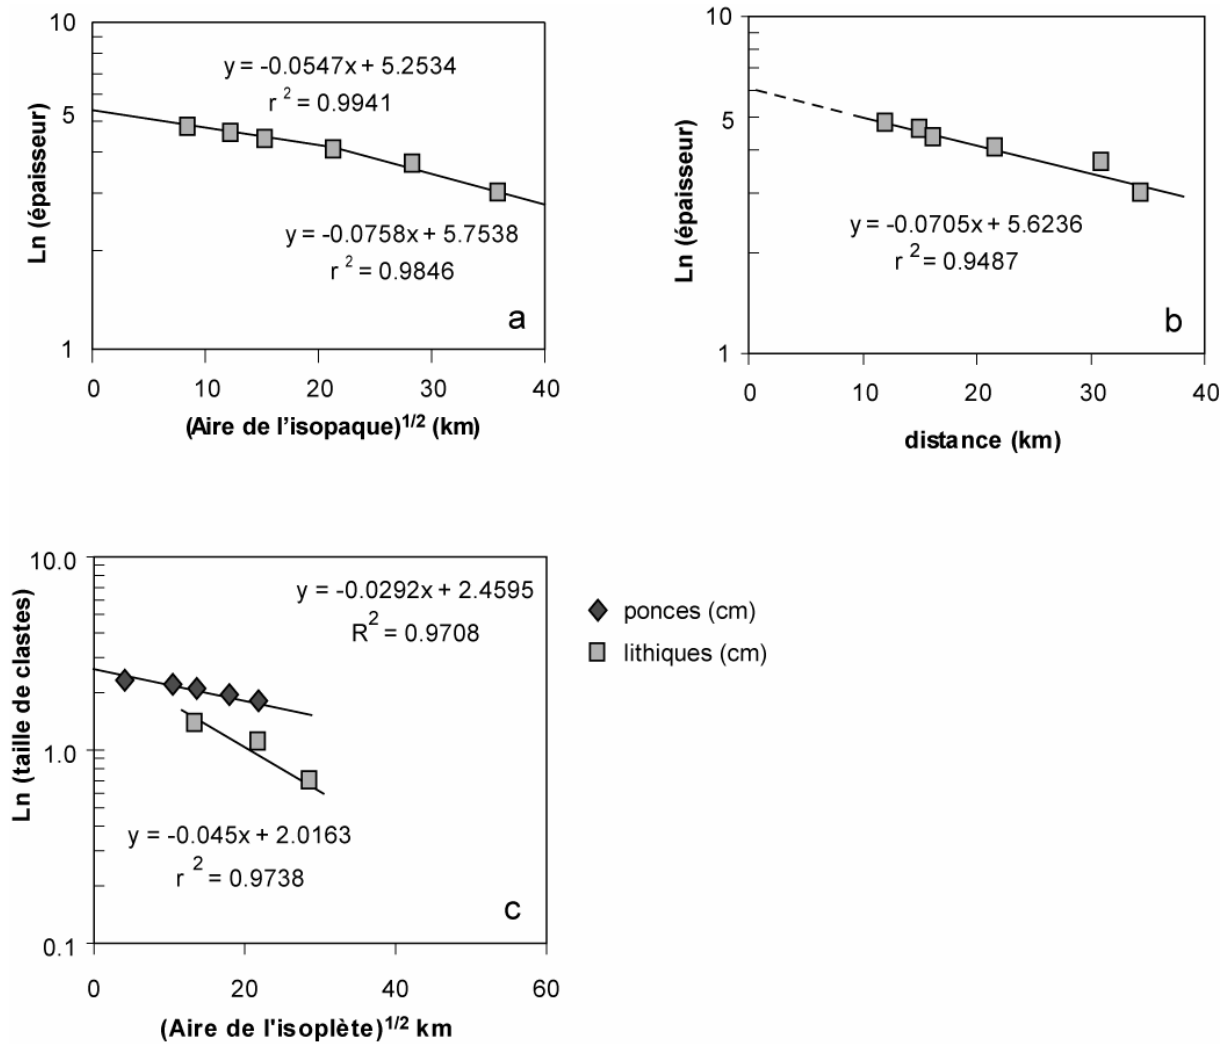 10
5
1
Ln (épaisseur)
y = -0.0547x + 5.2534
r 2 = 0.9941
y = -0.0758x + 5.7538
r 2 = 0.9846
a
0 10 20 30 40
(Aire de l'isopaque)1/2 (km)
10
5
1
Ln (épaisseur)
y = -0.0705x + 5.6236
r 2 = 0.9487
b
0 10 20 30 40
distance (km)
10.0
1.0
0.1
Ln (taille de clastes)
y = -0.0292x + 2.4595
R2 = 0.9708
y = -0.045x + 2.0163
r 2 = 0.9738
c
0 20 40 60
(Aire de l'isoplète)1/2 km
ponces (cm)
lithiques (cm)